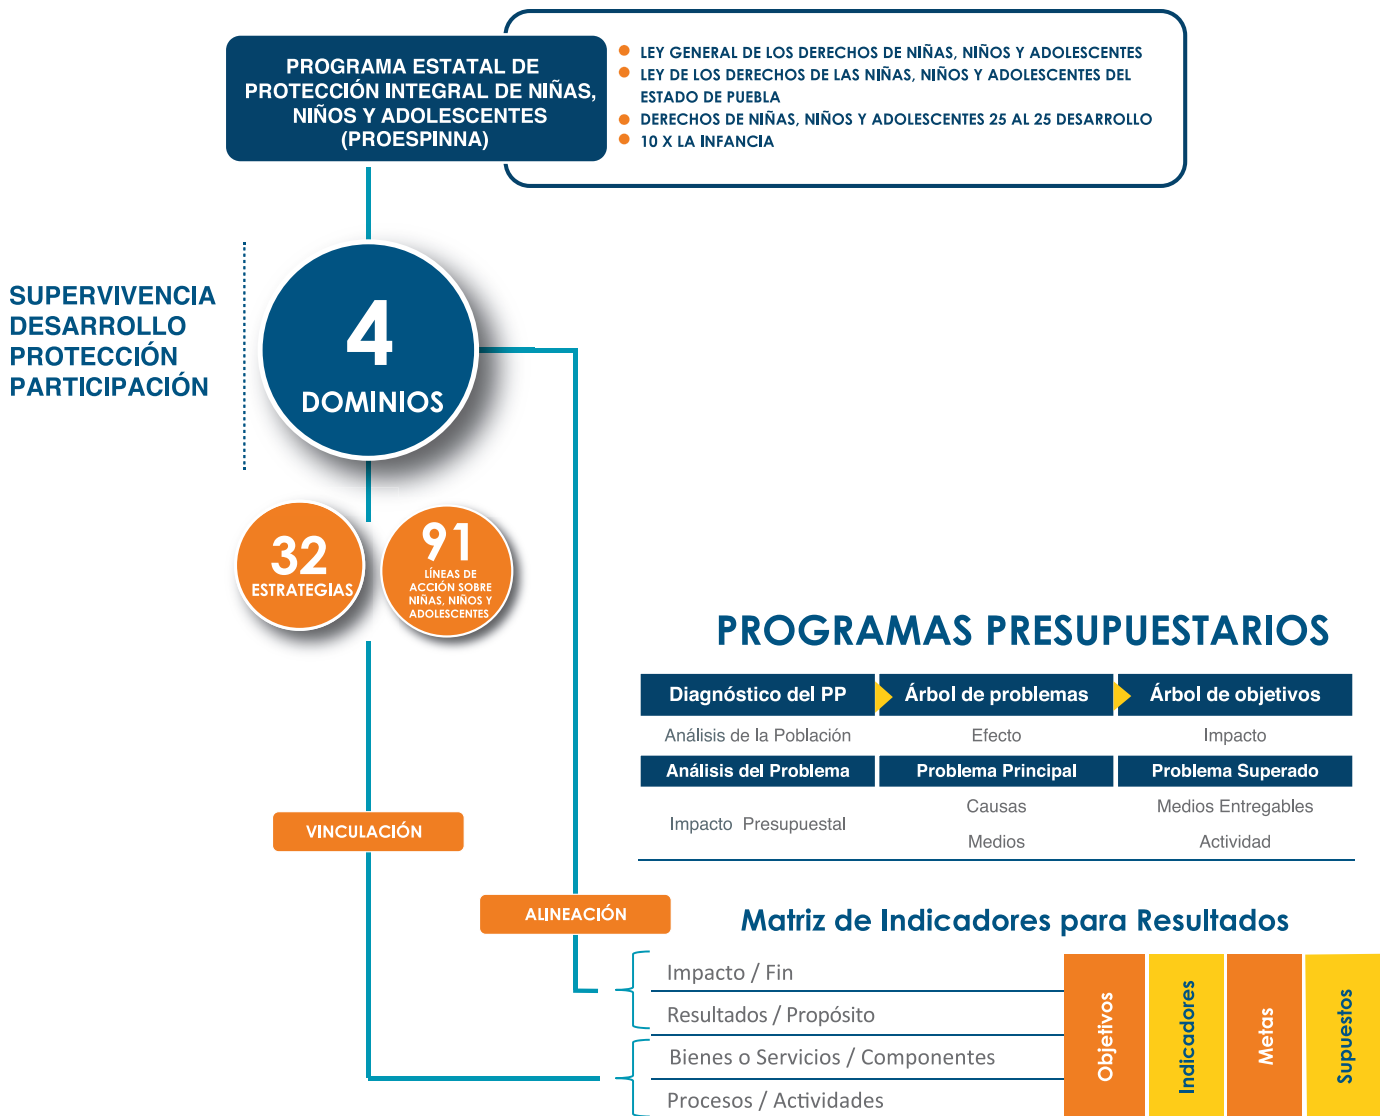 PROGRAMA ESTATAL DE
PROTECCIÓN INTEGRAL DE NIÑAS,
NIÑOS Y ADOLESCENTES
(PROESPINNA)
LEY GENERAL DE LOS DERECHOS DE NIÑAS, NIÑOS Y ADOLESCENTES
LEY DE LOS DERECHOS DE LAS NIÑAS, NIÑOS Y ADOLESCENTES DEL
ESTADO DE PUEBLA
DERECHOS DE NIÑAS, NIÑOS Y ADOLESCENTES 25 AL 25 DESARROLLO
10 X LA INFANCIA
SUPERVIVENCIA
DESARROLLO
PROTECCIÓN
PARTICIPACIÓN
4
DOMINIOS
32
ESTRATEGIAS
91
LÍNEAS DE
ACCIÓN SOBRE
NIÑAS, NIÑOS Y
ADOLESCENTES
PROGRAMAS PRESUPUESTARIOS
Diagnóstico del PP
Árbol de problemas
Árbol de objetivos
Análisis de la Población
Efecto
Impacto
Análisis del Problema
Problema Principal
Problema Superado
Impacto Presupuestal
Causas
Medios Entregables
Medios
Actividad
VINCULACIÓN
ALINEACIÓN
Matriz de Indicadores para Resultados
Impacto / Fin
Resultados / Propósito
Bienes o Servicios / Componentes
Procesos / Actividades
Objetivos
Indicadores
Metas
Supuestos